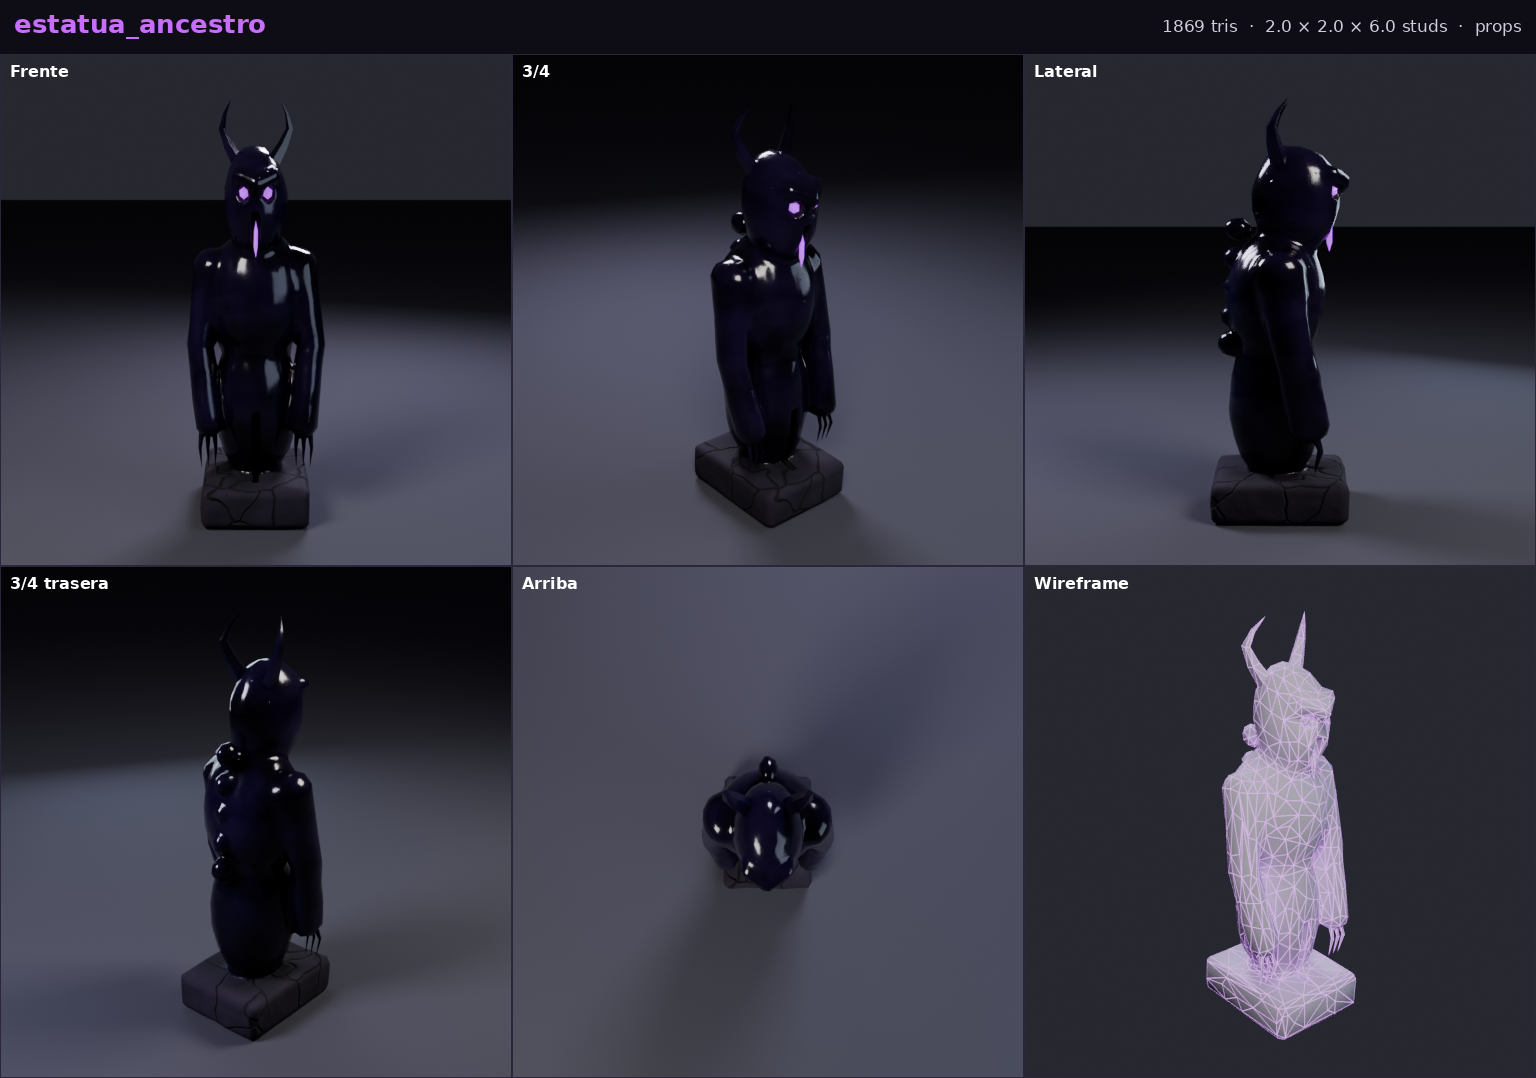 estatua_ancestro
1869 tris · 2.0 × 2.0 × 6.0 studs · props
Frente
3/4
Lateral
3/4 trasera
Arriba
Wireframe